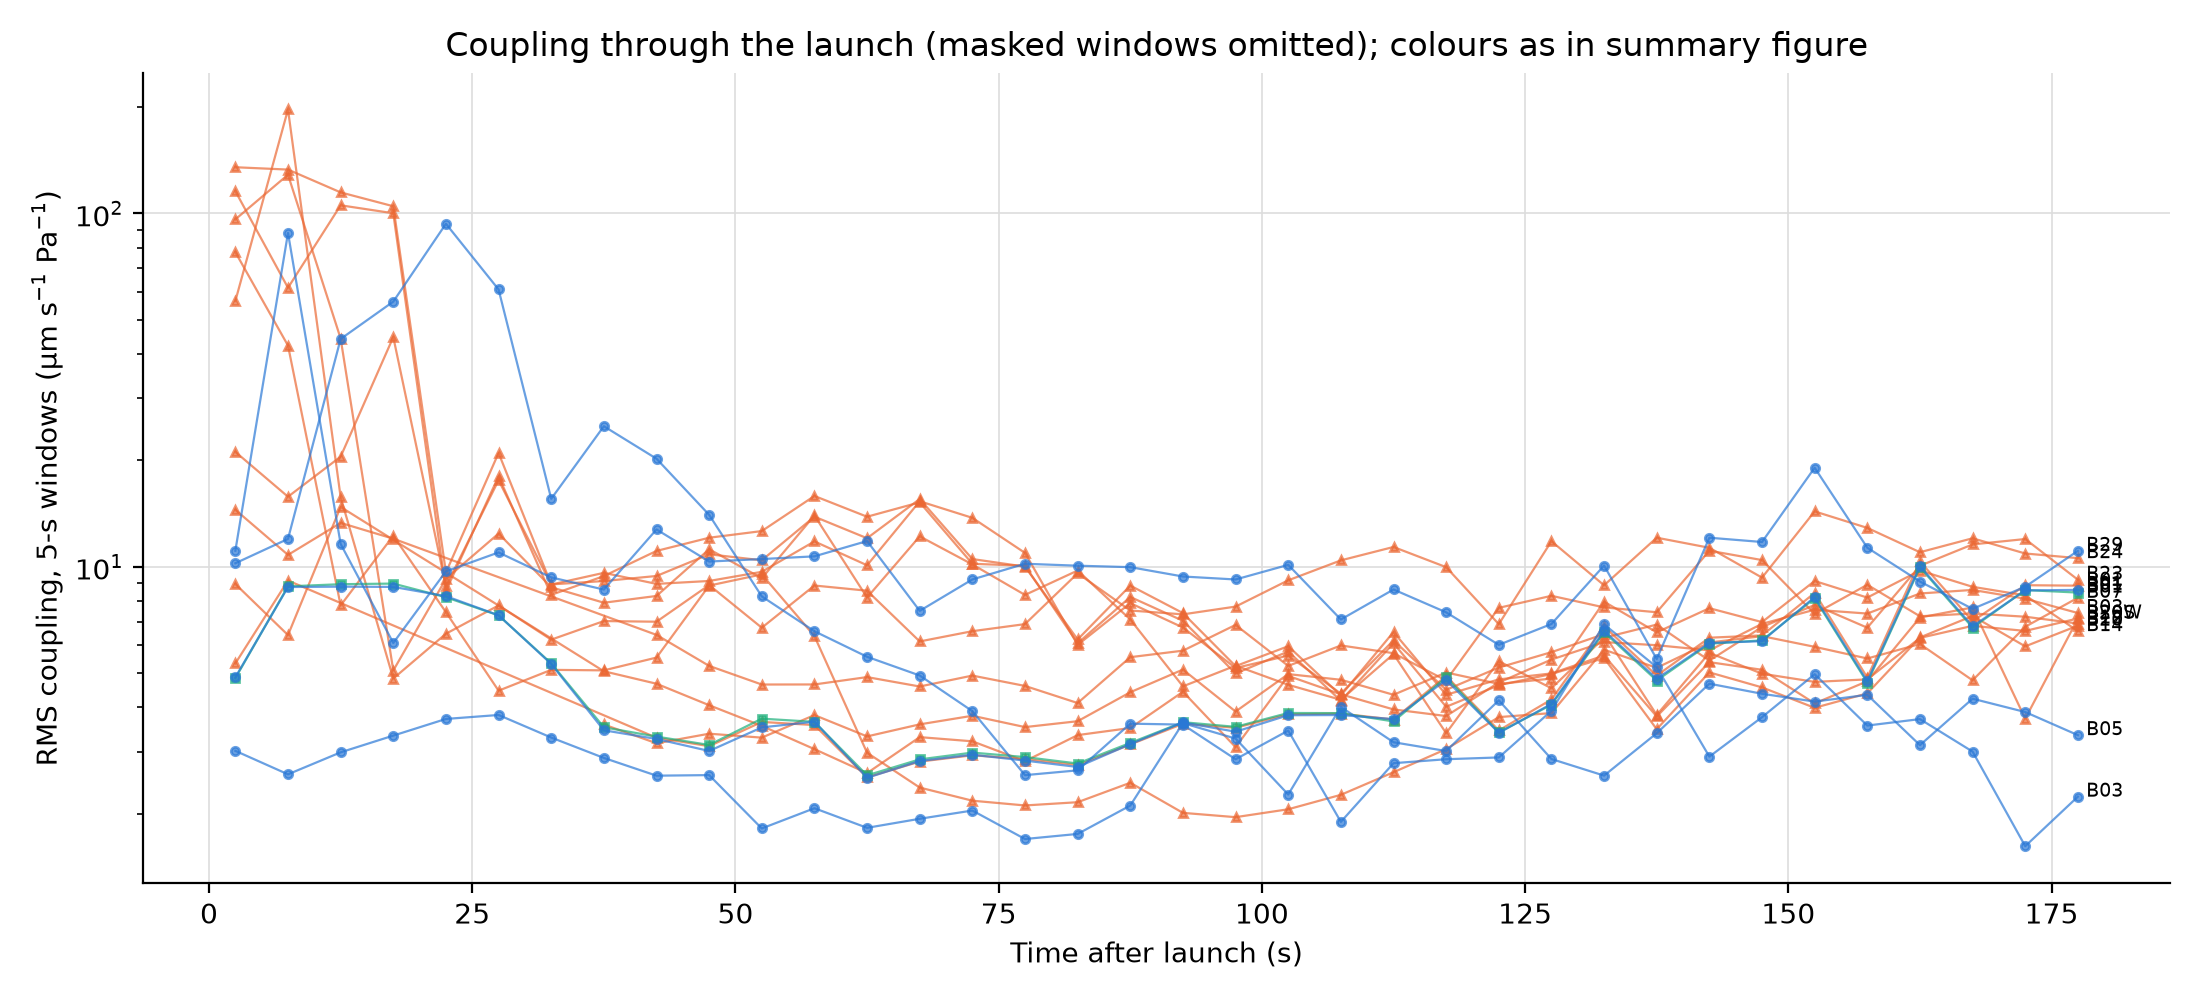 Coupling through the launch (masked windows omitted); colours as in summary figure
RMS coupling, 5-s windows (µm s⁻¹ Pa⁻¹)
10²
10¹
B24
B07
B14
B05
B03
0
25
50
75
100
125
150
175
Time after launch (s)